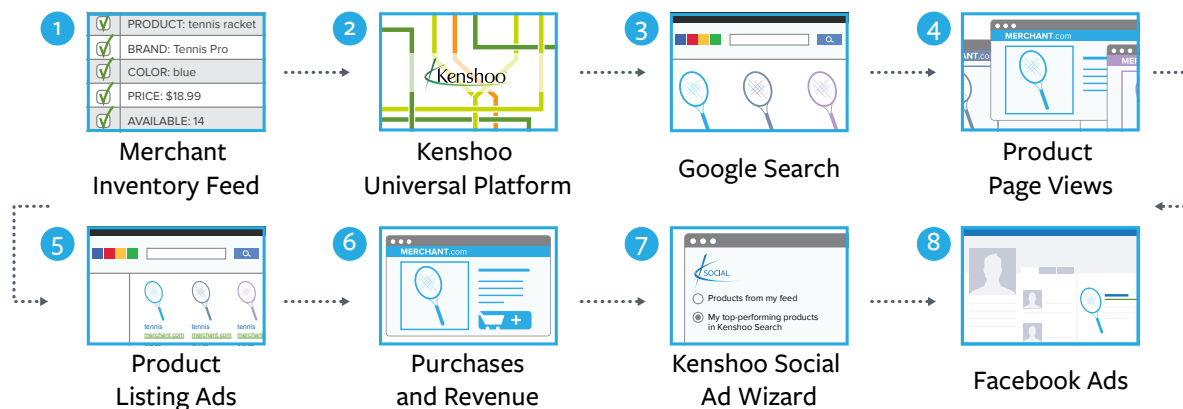 1
PRODUCT: tennis racket
BRAND: Tennis Pro
COLOR: blue
PRICE: $18.99
AVAILABLE: 14
Merchant
Inventory Feed
2
Kenshoo
Kenshoo
Universal Platform
3
Google Search
4
MERCHANT.com
Product
Page Views
5
tennis tennis tennis
merchant.com merchant.com merchant
Product
Listing Ads
6
MERCHANT.com
Purchases
and Revenue
7
SOCIAL
Products from my feed
My top-performing products
in Kenshoo Search
Kenshoo Social
Ad Wizard
8
Facebook Ads